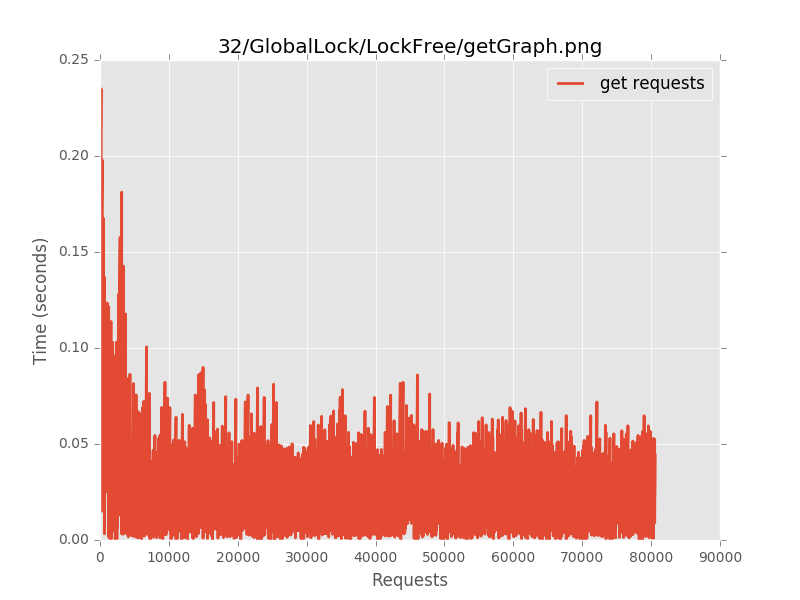 32/GlobalLock/LockFree/getGraph.png
get requests
0.25
0.20
0.15
0.10
0.05
0.00
Time (seconds)
0 10000 20000 30000 40000 50000 60000 70000 80000 90000
Requests